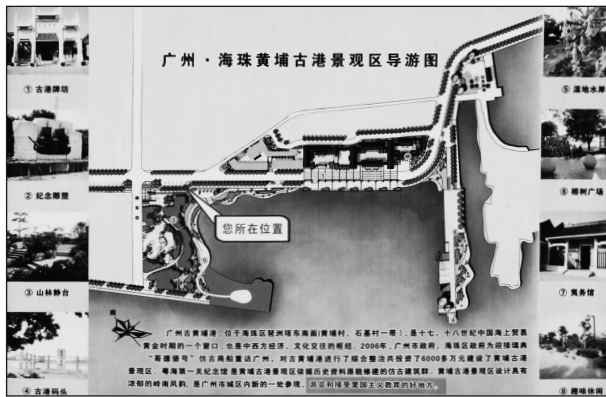 广州·海珠黄埔古港景观区导游图
① 古港牌坊
② 纪念雕塑
③ 山林静台
④ 古港码头
⑤ 湿地水岸
⑥ 榕树广场
⑦ 夷务馆
⑧ 趣味休闲
您所在位置
南
广州古黄埔港，位于海珠区琶洲塔东南面(黄埔村、石基村一带)，是十七、十八世纪中国海上贸易
黄金时期的一个窗口，也是中西方经济、文化交往的枢纽。2006年，广州市政府、海珠区政府为迎接瑞典
“哥德堡号”仿古商船重访广州，对古黄埔港进行了综合整治共投资了6000多万元建设了黄埔古港
景观区。粤海第一关纪念馆是黄埔古港景观区依据历史资料原貌修建的仿古建筑群。黄埔古港景观区设计具有
浓郁的岭南风韵，是广州市城区内新的一处参观、游览和接受爱国主义教育的好地方。